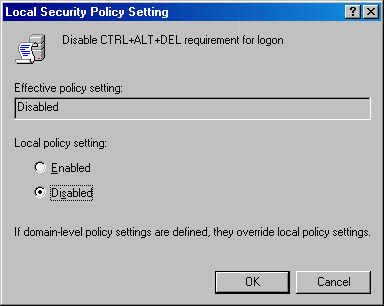 Local Security Policy Setting
Disable CTRL+ALT+DEL requirement for logon
Effective policy setting:
Disabled
Local policy setting:
Enabled
Disabled
If domain-level policy settings are defined, they override local policy settings.
OK Cancel